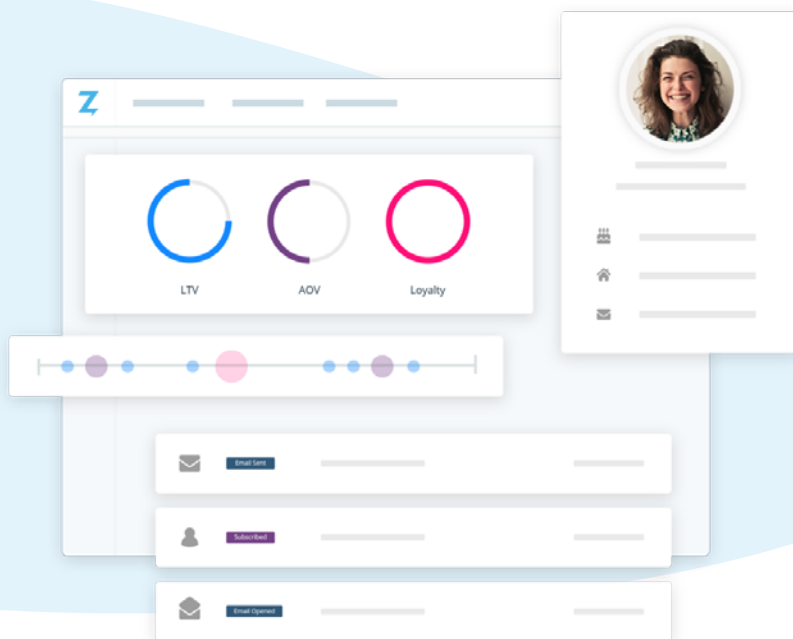 Z
LTV AOV Loyalty
Email Sent
Subscribed
Email Opened